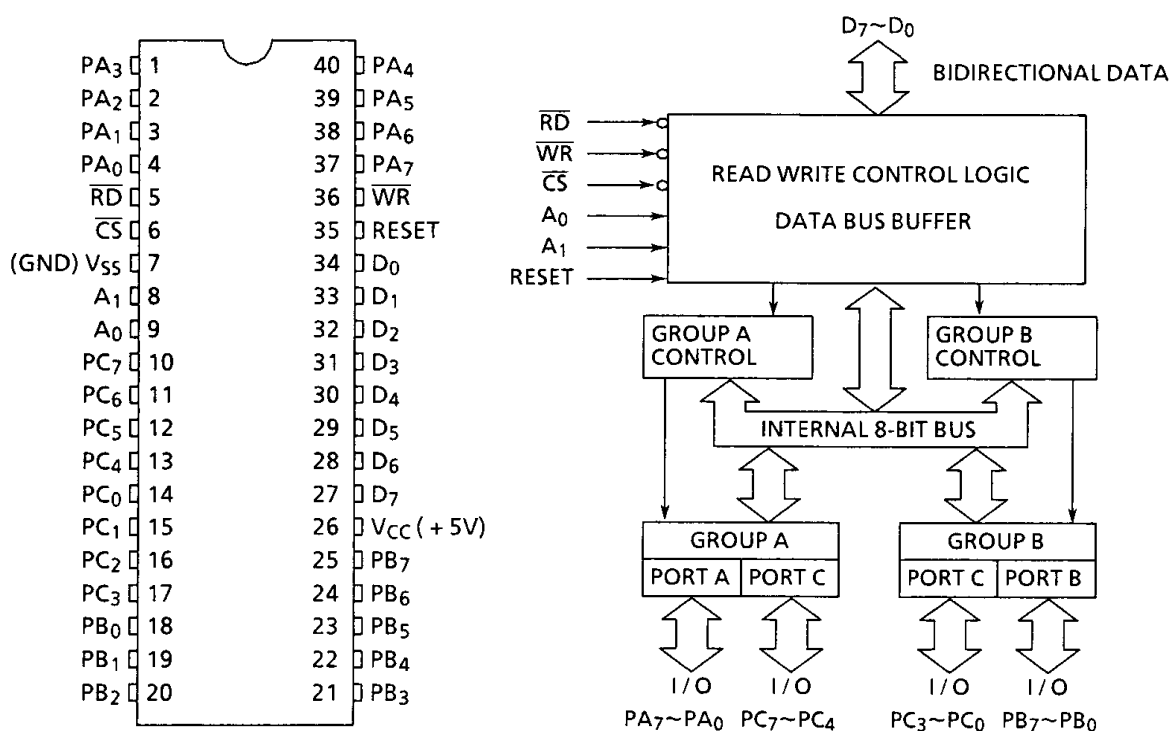 PA3 1 40 PA4
PA2 2 39 PA5
PA1 3 38 PA6
PA0 4 37 PA7
R̅D̅ 5 36 W̅R̅
C̅S̅ 6 35 RESET
(GND) VSS 7 34 D0
A1 8 33 D1
A0 9 32 D2
PC7 10 31 D3
PC6 11 30 D4
PC5 12 29 D5
PC4 13 28 D6
PC0 14 27 D7
PC1 15 26 VCC (+5V)
PC2 16 25 PB7
PC3 17 24 PB6
PB0 18 23 PB5
PB1 19 22 PB4
PB2 20 21 PB3
D7~D0
BIDIRECTIONAL DATA
R̅D̅
W̅R̅
C̅S̅
A0
A1
RESET
READ WRITE CONTROL LOGIC
DATA BUS BUFFER
GROUP A
CONTROL
GROUP B
CONTROL
INTERNAL 8-BIT BUS
GROUP A
PORT A PORT C
GROUP B
PORT C PORT B
I/O I/O I/O I/O
PA7~PA0 PC7~PC4 PC3~PC0 PB7~PB0